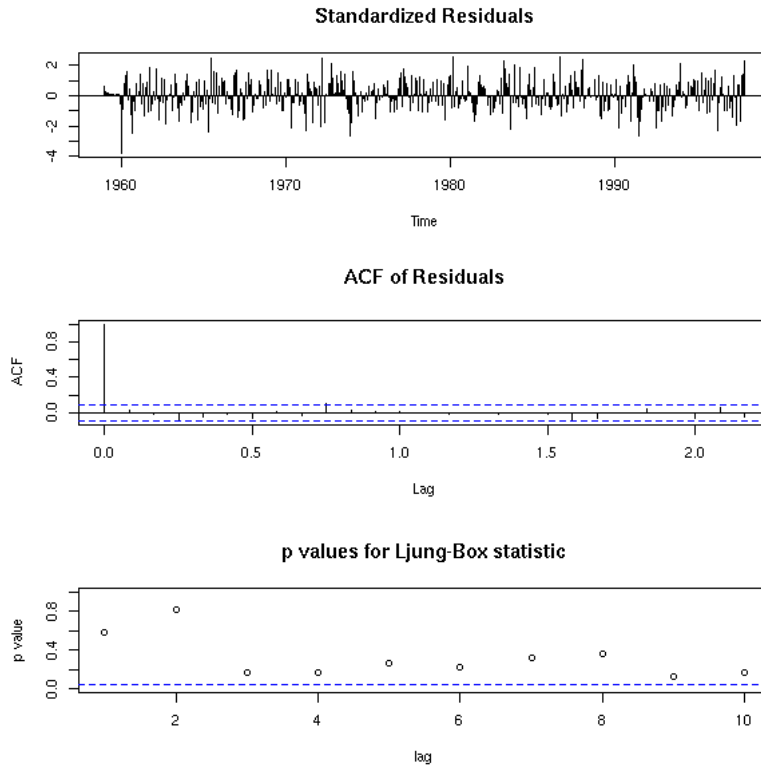 Standardized Residuals
2
0
-2
-4
1960 1970 1980 1990
Time
ACF of Residuals
ACF
0.8
0.4
0.0
0.0 0.5 1.0 1.5 2.0
Lag
p values for Ljung-Box statistic
p value
0.8
0.4
0.0
2 4 6 8 10
lag